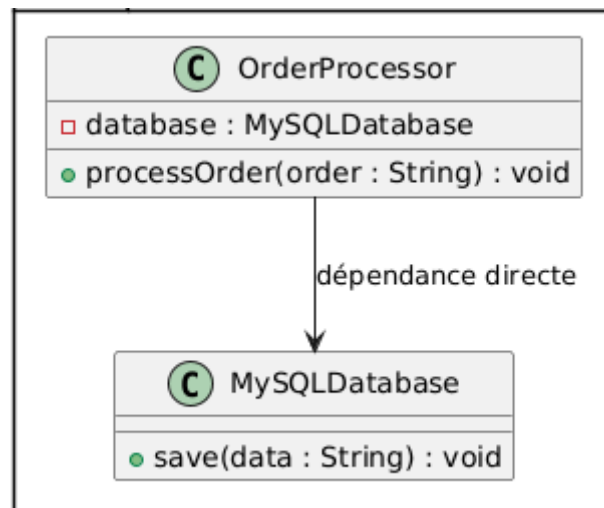 C OrderProcessor
database : MySQLDatabase
processOrder(order : String) : void
dépendance directe
C MySQLDatabase
save(data : String) : void